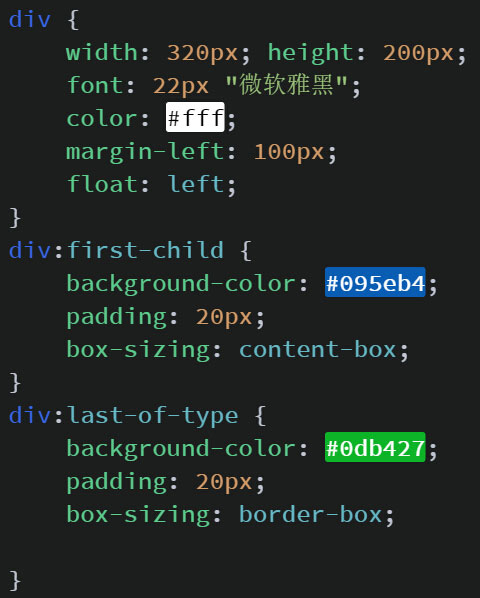 div {
    width: 320px; height: 200px;
    font: 22px "微软雅黑";
    color: #fff;
    margin-left: 100px;
    float: left;
}
div:first-child {
    background-color: #095eb4;
    padding: 20px;
    box-sizing: content-box;
}
div:last-of-type {
    background-color: #0db427;
    padding: 20px;
    box-sizing: border-box;

}